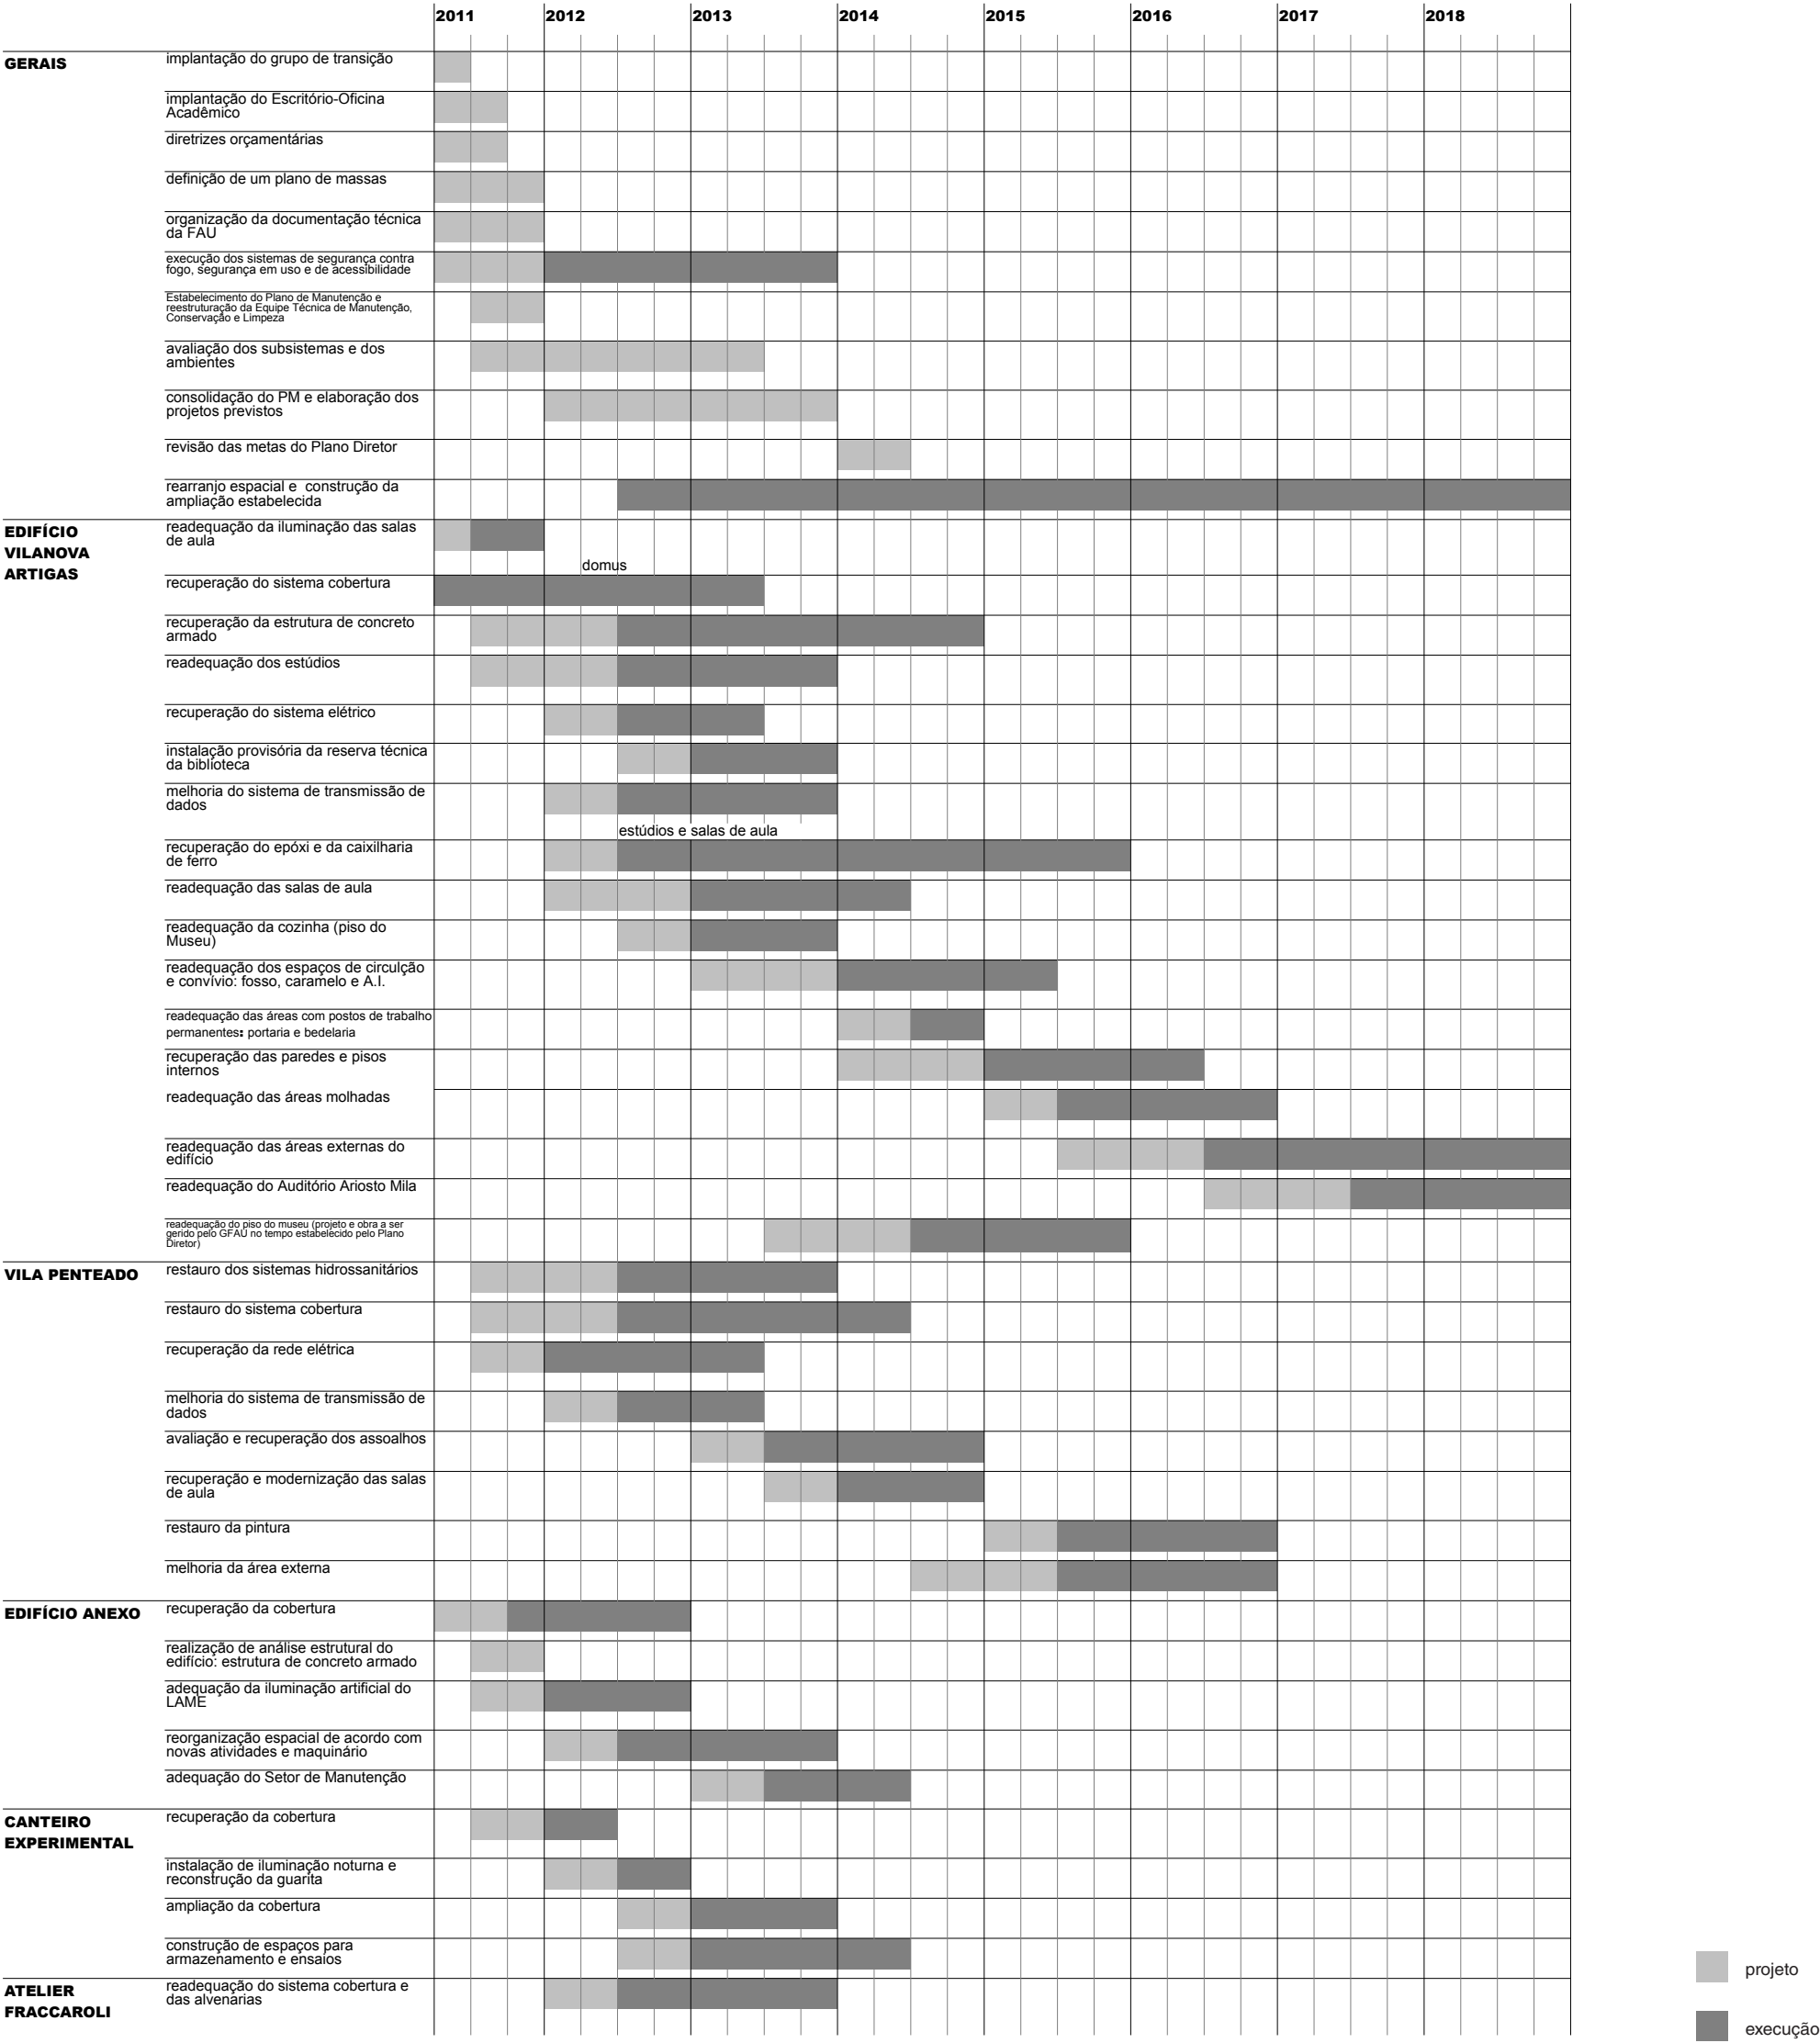 2011 2012 2013 2014 2015 2016 2017 2018
GERAIS
implantação do grupo de transição
implantação do Escritório-Oficina
Acadêmico
diretrizes orçamentárias
definição de um plano de massas
organização da documentação técnica
da FAU
execução dos sistemas de segurança contra
fogo, segurança em uso e de acessibilidade
Estabelecimento do Plano de Manutenção e
reestruturação da Equipe Técnica de Manutenção,
Conservação e Limpeza
avaliação dos subsistemas e dos
ambientes
consolidação do PM e elaboração dos
projetos previstos
revisão das metas do Plano Diretor
rearranjo espacial e construção da
ampliação estabelecida
EDIFÍCIO
VILANOVA
ARTIGAS
readequação da iluminação das salas
de aula
domus
recuperação do sistema cobertura
recuperação da estrutura de concreto
armado
readequação dos estúdios
recuperação do sistema elétrico
instalação provisória da reserva técnica
da biblioteca
melhoria do sistema de transmissão de
dados
estúdios e salas de aula
recuperação do epóxi e da caixilharia
de ferro
readequação das salas de aula
readequação da cozinha (piso do
Museu)
readequação dos espaços de circulção
e convívio: fosso, caramelo e A.I.
readequação das áreas com postos de trabalho
permanentes: portaria e bedelaria
recuperação das paredes e pisos
internos
readequação das áreas molhadas
readequação das áreas externas do
edifício
readequação do Auditório Ariosto Mila
readequação do piso do museu (projeto e obra a ser
gerido pelo GFAU no tempo estabelecido pelo Plano
Diretor)
VILA PENTEADO
restauro dos sistemas hidrossanitários
restauro do sistema cobertura
recuperação da rede elétrica
melhoria do sistema de transmissão de
dados
avaliação e recuperação dos assoalhos
recuperação e modernização das salas
de aula
restauro da pintura
melhoria da área externa
EDIFÍCIO ANEXO
recuperação da cobertura
realização de análise estrutural do
edifício: estrutura de concreto armado
adequação da iluminação artificial do
LAME
reorganização espacial de acordo com
novas atividades e maquinário
adequação do Setor de Manutenção
CANTEIRO
EXPERIMENTAL
recuperação da cobertura
instalação de iluminação noturna e
reconstrução da guarita
ampliação da cobertura
construção de espaços para
armazenamento e ensaios
ATELIER
FRACCAROLI
readequação do sistema cobertura e
das alvenarias
projeto
execução